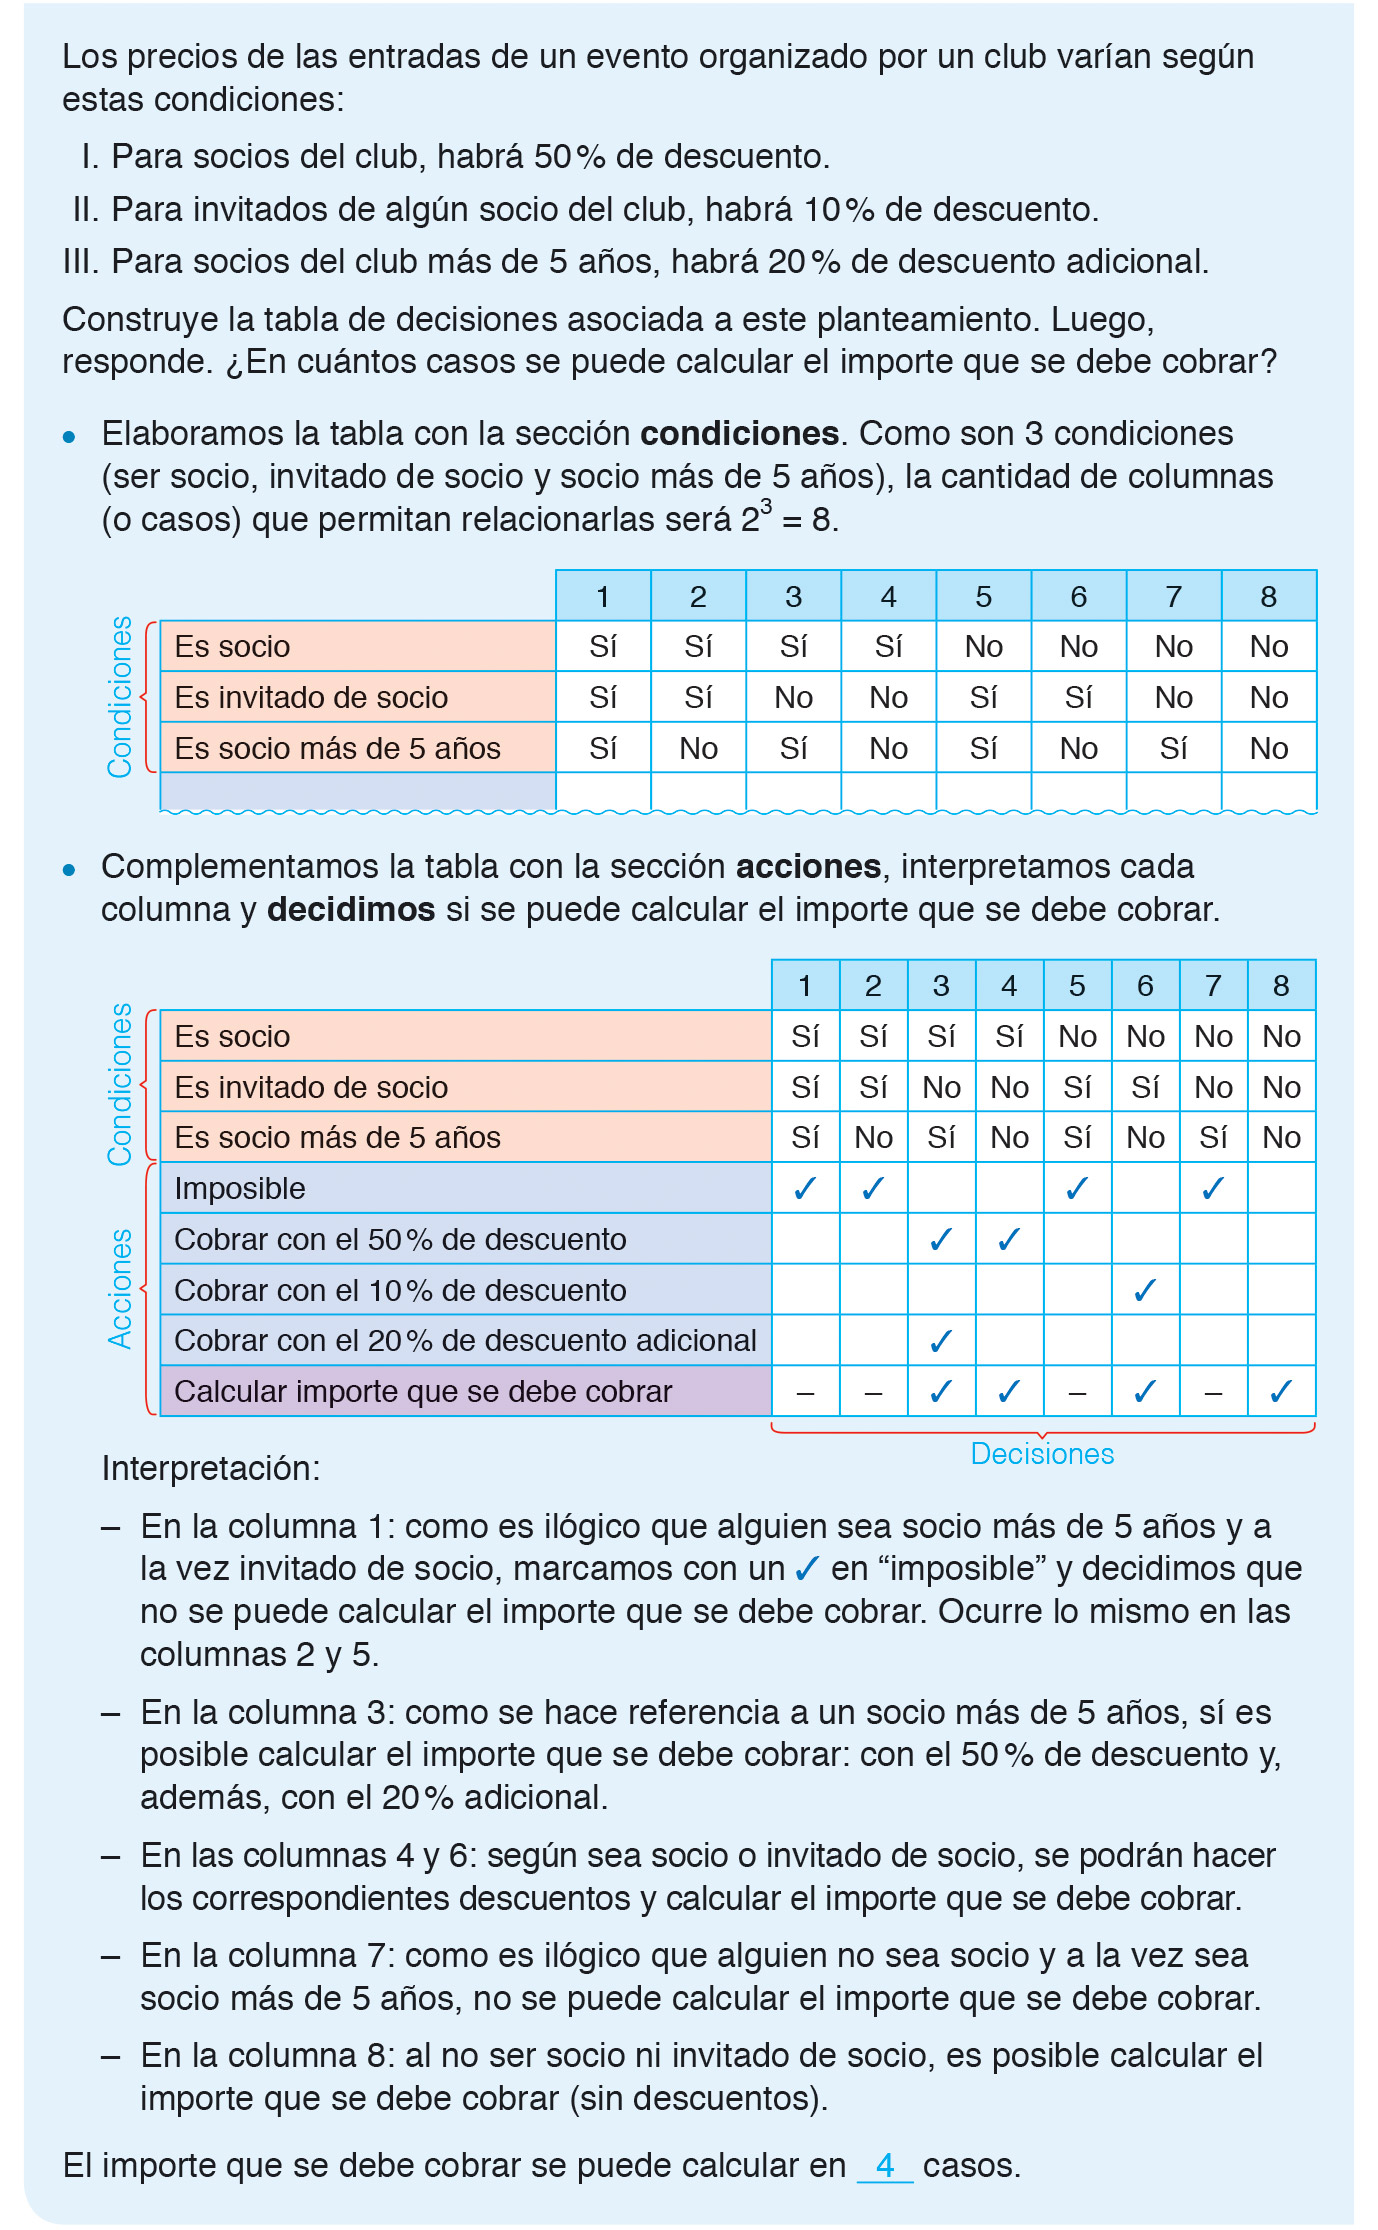 Los precios de las entradas de un evento organizado por un club varían según
estas condiciones:
I. Para socios del club, habrá 50 % de descuento.
II. Para invitados de algún socio del club, habrá 10 % de descuento.
III. Para socios del club más de 5 años, habrá 20 % de descuento adicional.
Construye la tabla de decisiones asociada a este planteamiento. Luego,
responde. ¿En cuántos casos se puede calcular el importe que se debe cobrar?
• Elaboramos la tabla con la sección condiciones. Como son 3 condiciones
(ser socio, invitado de socio y socio más de 5 años), la cantidad de columnas
(o casos) que permitan relacionarlas será 2³ = 8.
1 2 3 4 5 6 7 8
Condiciones
Es socio Sí Sí Sí Sí No No No No
Es invitado de socio Sí Sí No No Sí Sí No No
Es socio más de 5 años Sí No Sí No Sí No Sí No
• Complementamos la tabla con la sección acciones, interpretamos cada
columna y decidimos si se puede calcular el importe que se debe cobrar.
1 2 3 4 5 6 7 8
Condiciones
Es socio Sí Sí Sí Sí No No No No
Es invitado de socio Sí Sí No No Sí Sí No No
Es socio más de 5 años Sí No Sí No Sí No Sí No
Acciones
Imposible ✓ ✓ ✓ ✓
Cobrar con el 50 % de descuento ✓ ✓
Cobrar con el 10 % de descuento ✓
Cobrar con el 20 % de descuento adicional ✓
Calcular importe que se debe cobrar – – ✓ ✓ – ✓ – ✓
Decisiones
Interpretación:
– En la columna 1: como es ilógico que alguien sea socio más de 5 años y a
la vez invitado de socio, marcamos con un ✓ en “imposible” y decidimos que
no se puede calcular el importe que se debe cobrar. Ocurre lo mismo en las
columnas 2 y 5.
– En la columna 3: como se hace referencia a un socio más de 5 años, sí es
posible calcular el importe que se debe cobrar: con el 50 % de descuento y,
además, con el 20 % adicional.
– En las columnas 4 y 6: según sea socio o invitado de socio, se podrán hacer
los correspondientes descuentos y calcular el importe que se debe cobrar.
– En la columna 7: como es ilógico que alguien no sea socio y a la vez sea
socio más de 5 años, no se puede calcular el importe que se debe cobrar.
– En la columna 8: al no ser socio ni invitado de socio, es posible calcular el
importe que se debe cobrar (sin descuentos).
El importe que se debe cobrar se puede calcular en 4 casos.